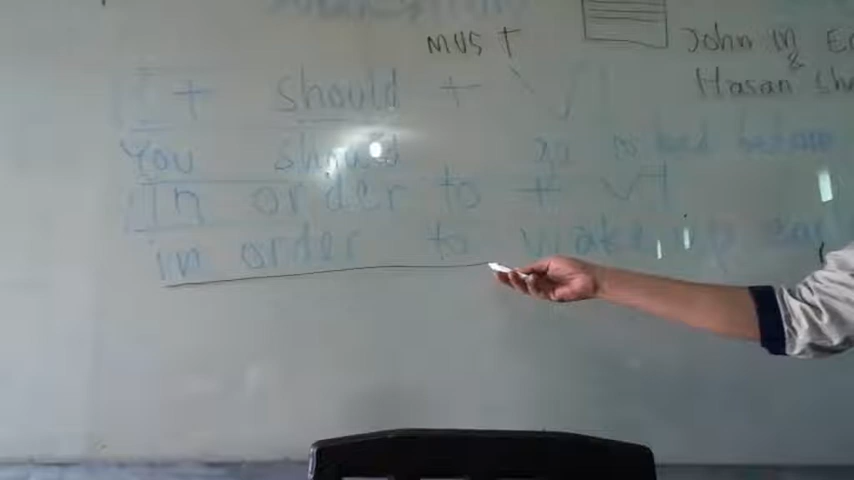 MUST
John M
&
Hasan
+ should +
You should go to bed before
In order to + V1
in order to wake up